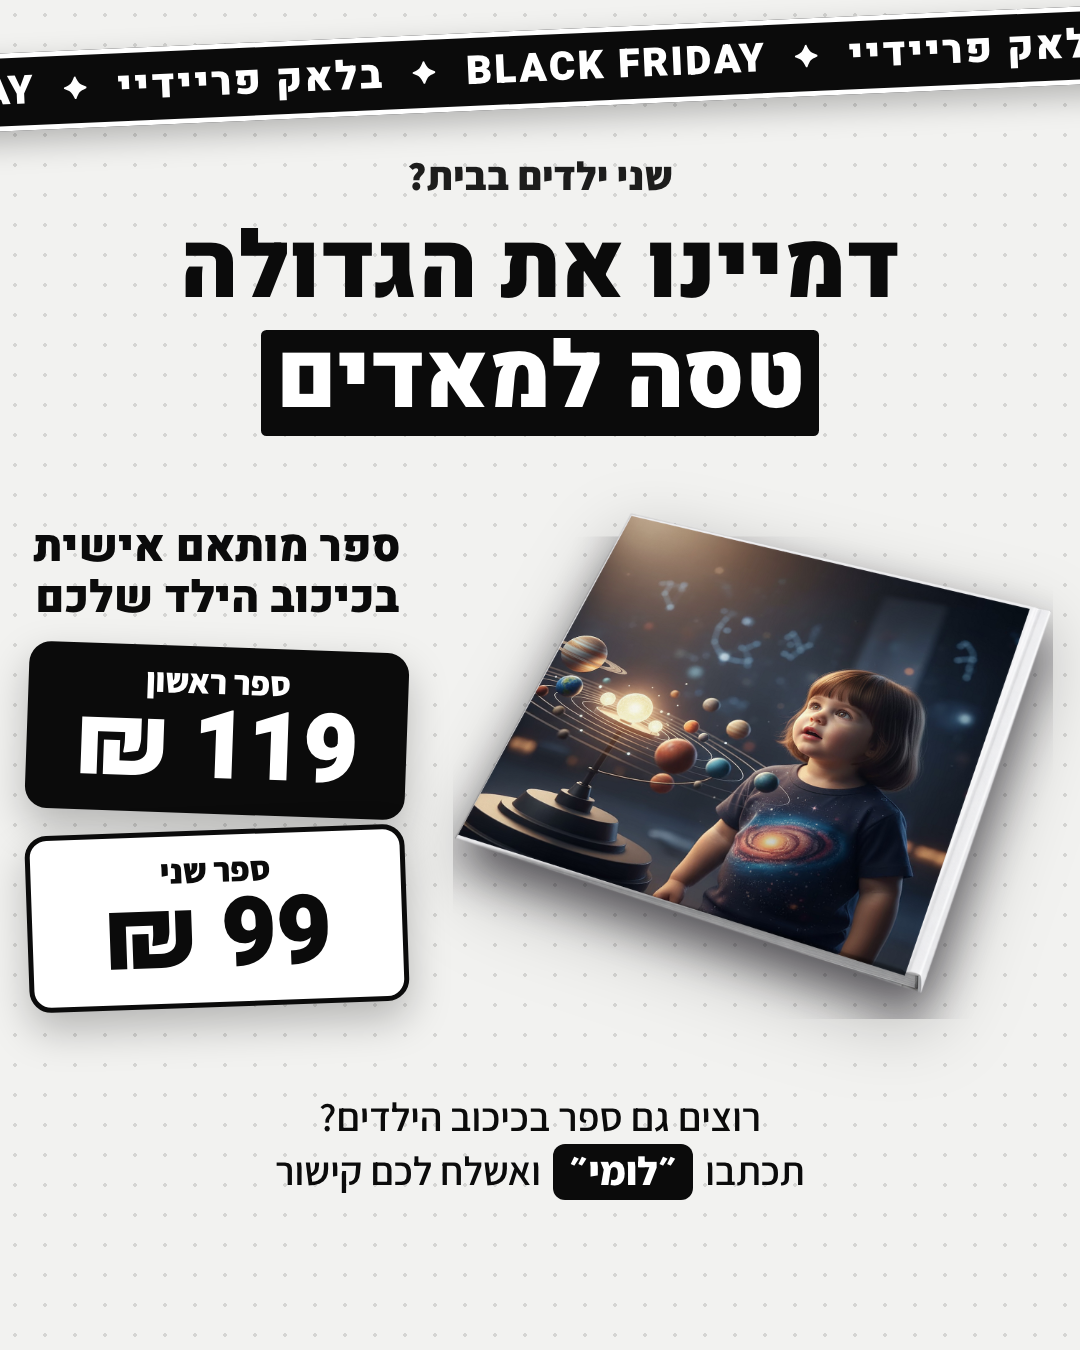 בלאק פריידיי ✦ BLACK FRIDAY ✦ בלאק פריידיי ✦ AY
שני ילדים בבית?
דמיינו את הגדולה
טסה למאדים
ספר מותאם אישית
בכיכוב הילד שלכם
ספר ראשון
119 ₪
ספר שני
99 ₪
רוצים גם ספר בכיכוב הילדים?
תכתבו ״לומי״ ואשלח לכם קישור